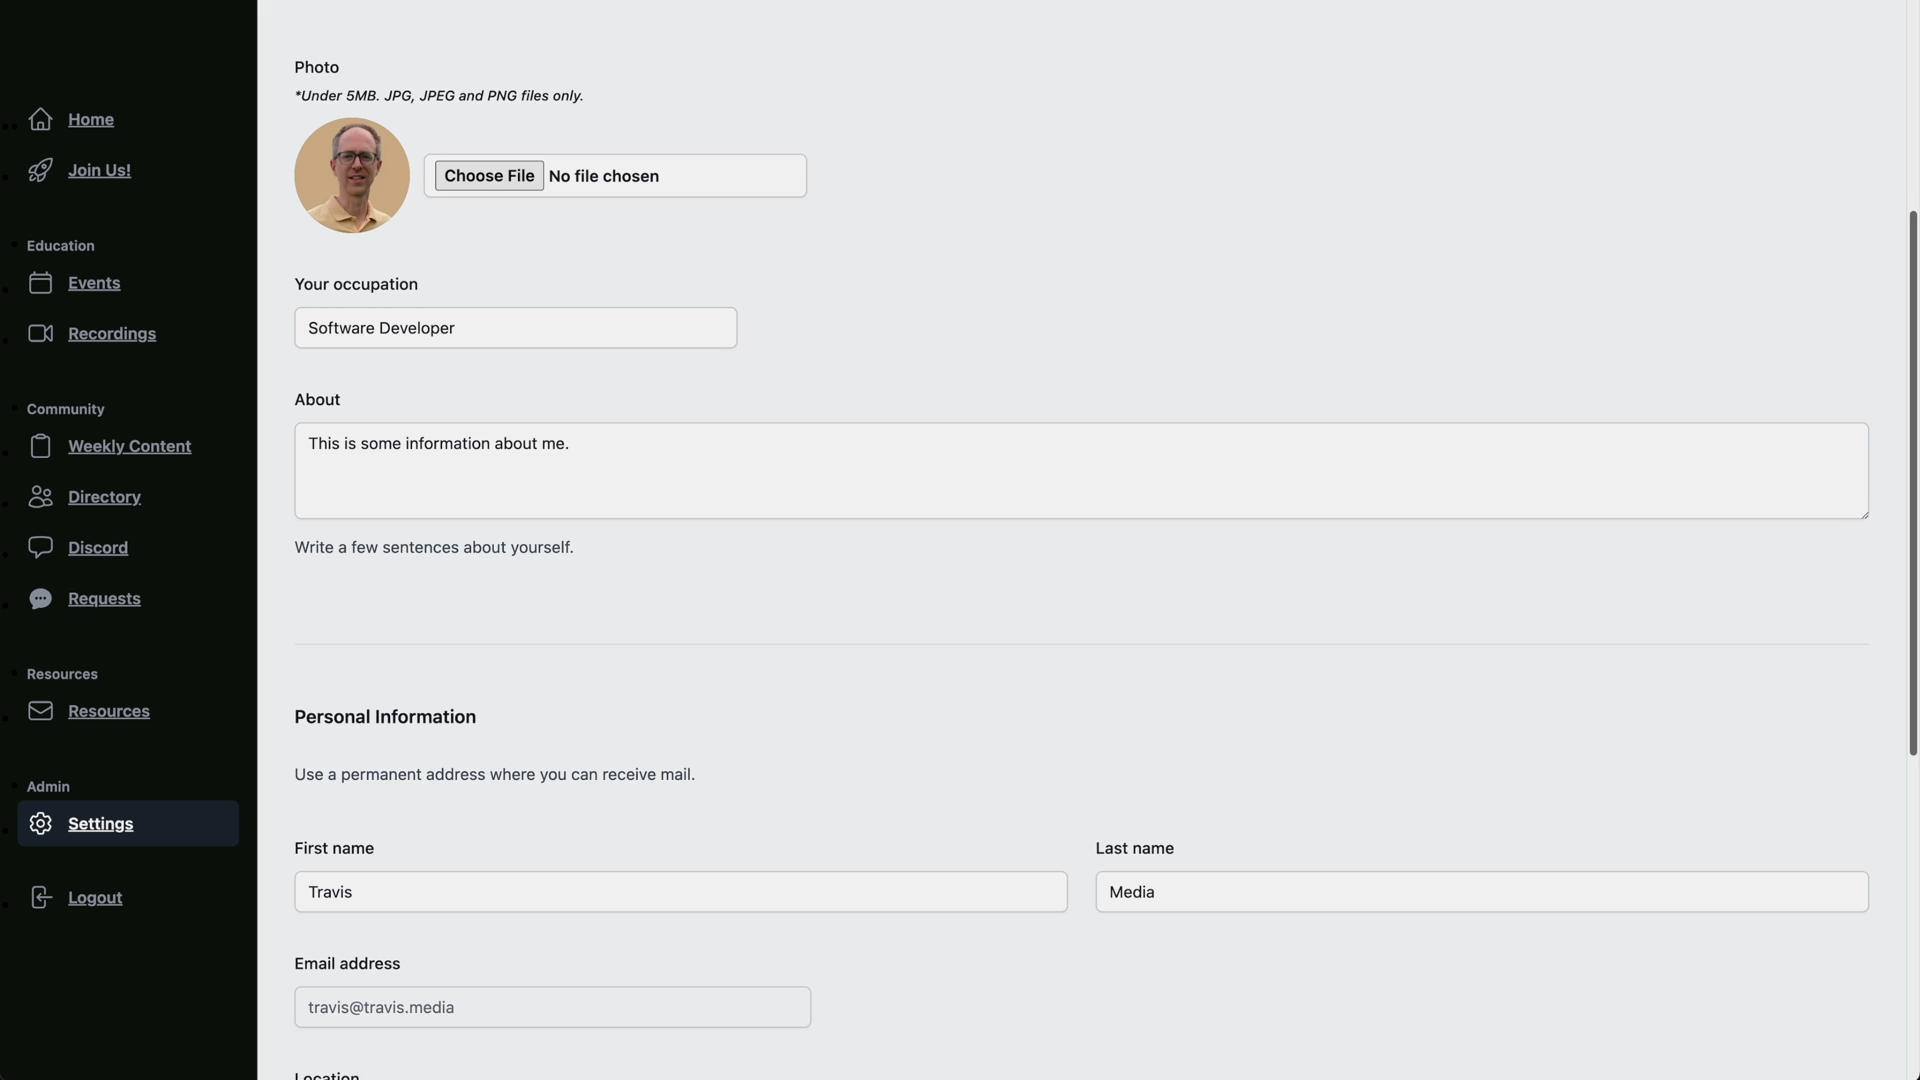 Home
Join Us!
Education
Events
Recordings
Community
Weekly Content
Directory
Discord
Requests
Resources
Resources
Admin
Settings
Logout
Photo
*Under 5MB. JPG, JPEG and PNG files only.
Choose File No file chosen
Your occupation
Software Developer
About
This is some information about me.
Write a few sentences about yourself.
Personal Information
Use a permanent address where you can receive mail.
First name
Travis
Last name
Media
Email address
travis@travis.media
Location